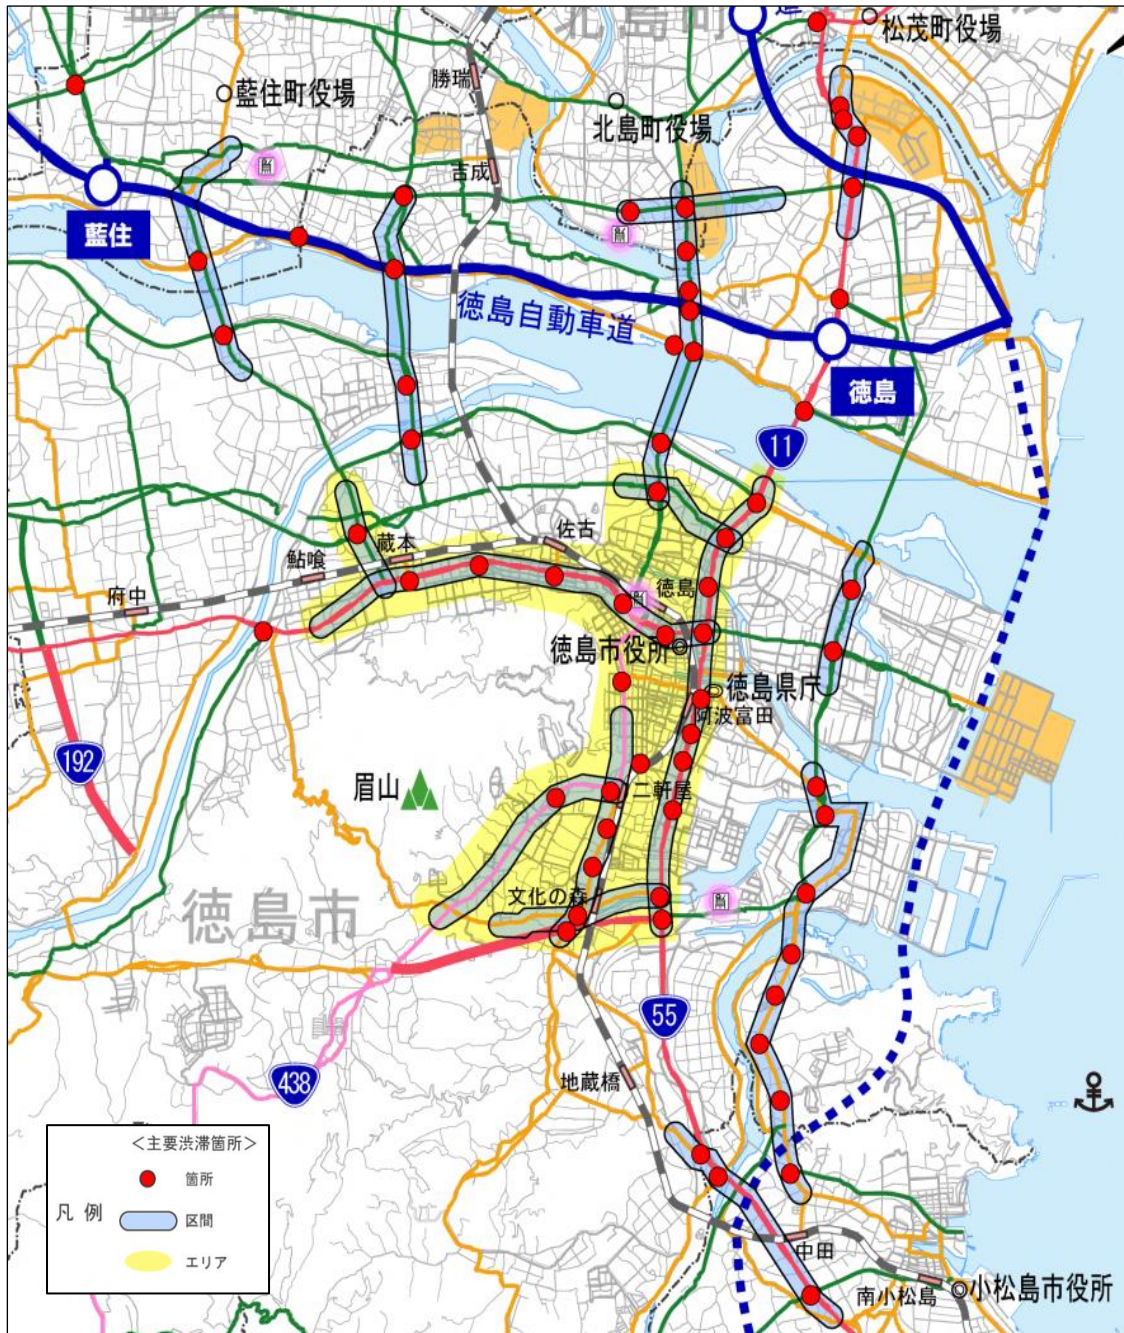 北島町
道
松茂町役場
勝瑞
藍住町役場
北島町役場
吉成
藍住
徳島自動車道
徳島
11
佐古
蔵本
鮎喰
府中
徳島
徳島市役所
徳島県庁
阿波富田
192
眉山
二軒屋
文化の森
徳島市
55
地蔵橋
438
<主要渋滞箇所>
箇所
凡例
区間
エリア
中田
南小松島
小松島市役所